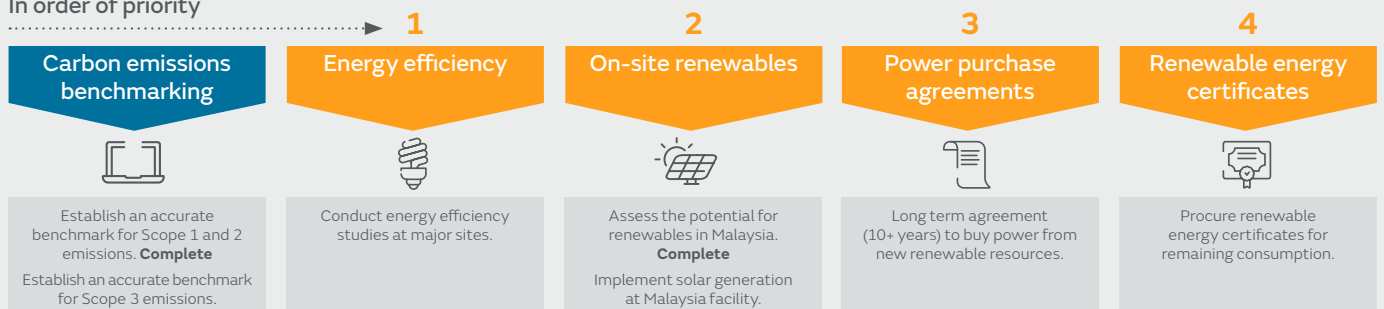 In order of priority
1
2
3
4
Carbon emissions
benchmarking
Energy efficiency
On-site renewables
Power purchase
agreements
Renewable energy
certificates
Establish an accurate
benchmark for Scope 1 and 2
emissions. Complete
Establish an accurate benchmark
for Scope 3 emissions.
Conduct energy efficiency
studies at major sites.
Assess the potential for
renewables in Malaysia.
Complete
Implement solar generation
at Malaysia facility.
Long term agreement
(10+ years) to buy power from
new renewable resources.
Procure renewable
energy certificates for
remaining consumption.